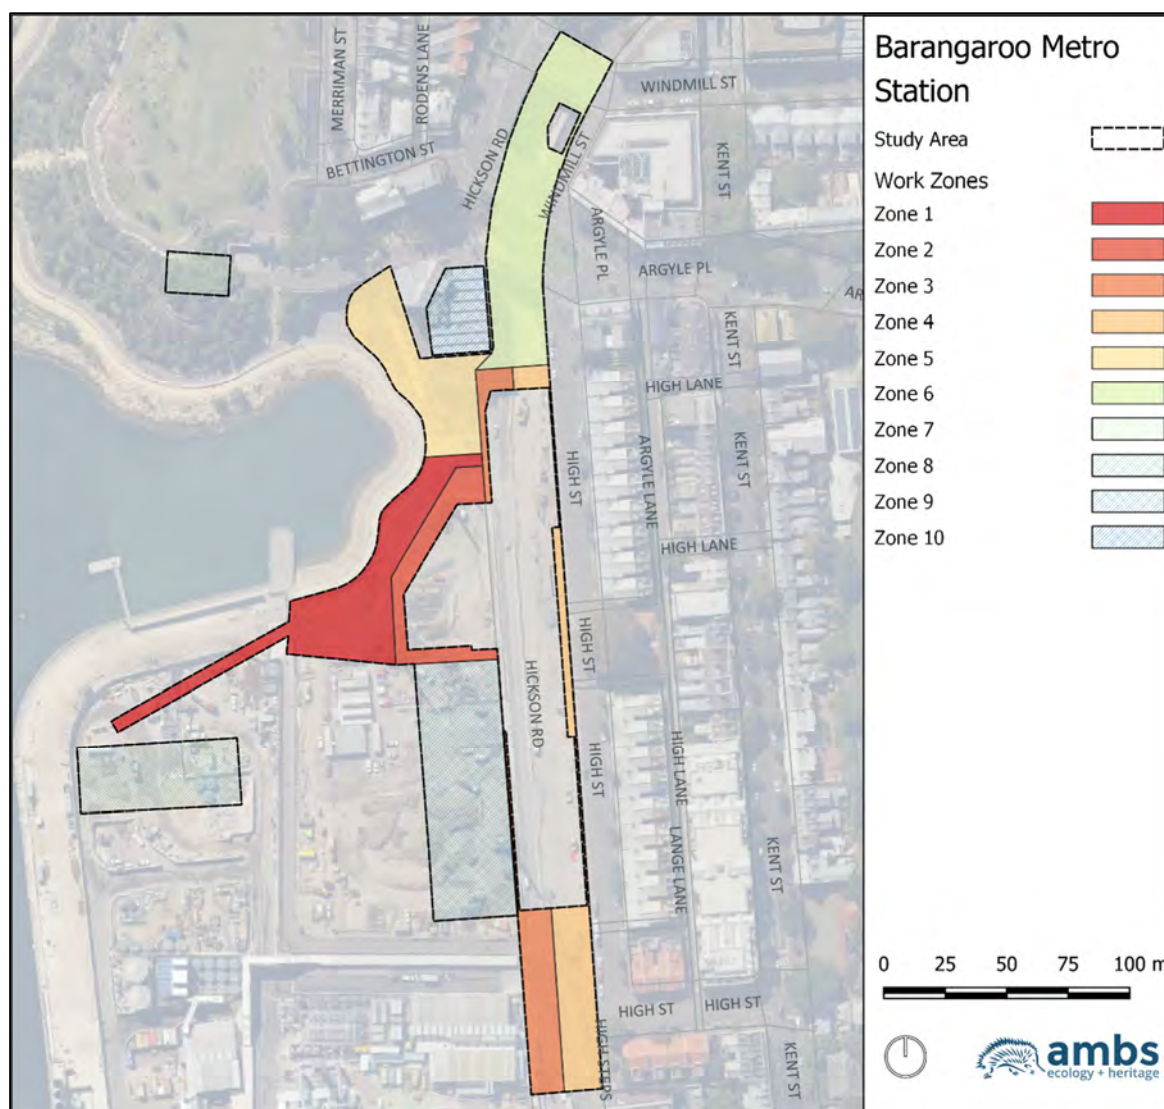 Barangaroo Metro
Station
Study Area
Work Zones
Zone 1
Zone 2
Zone 3
Zone 4
Zone 5
Zone 6
Zone 7
Zone 8
Zone 9
Zone 10
0 25 50 75 100 m
ambs
ecology + heritage
MERRIMAN ST
RODENS LANE
BETTINGTON ST
HICKSON RD
WINDMILL ST
WINDMILL ST
KENT ST
ARGYLE PL
ARGYLE PL
AR
KENT ST
HIGH LANE
HIGH ST
ARGYLE LANE
KENT ST
HIGH LANE
HIGH ST
HICKSON RD
HIGH ST
HIGH LANE
LANGE LANE
KENT ST
HIGH ST
HIGH ST
HIGH STEPS
KENT ST